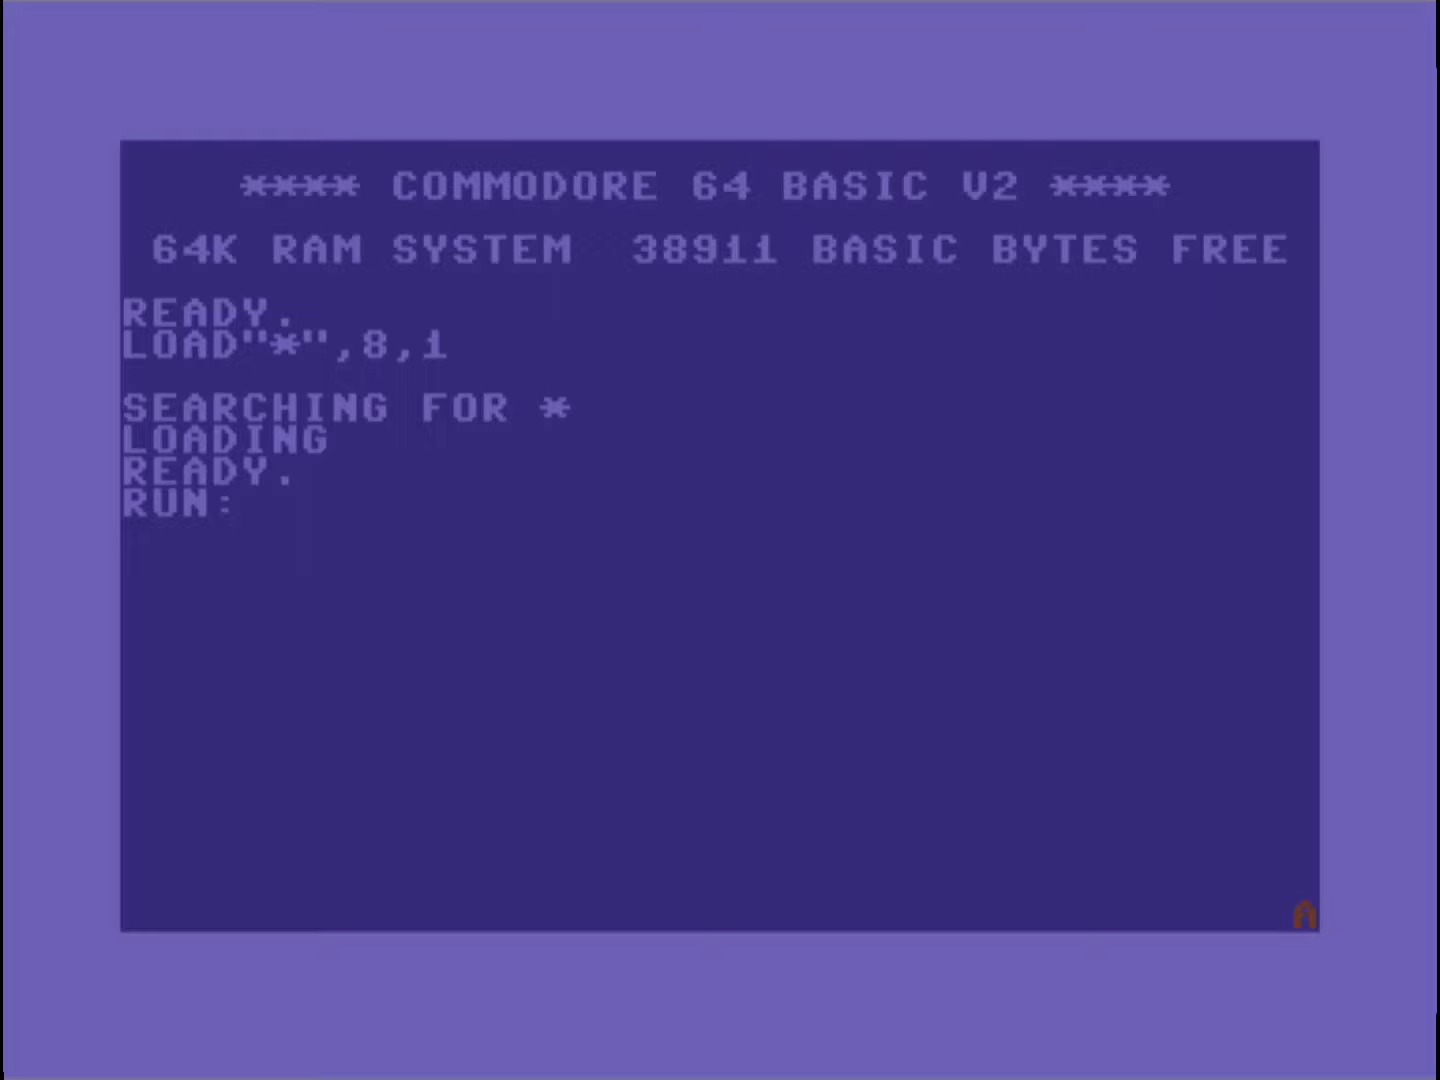 **** COMMODORE 64 BASIC V2 ****
64K RAM SYSTEM  38911 BASIC BYTES FREE
READY.
LOAD"*",8,1
SEARCHING FOR *
LOADING
READY.
RUN:
A